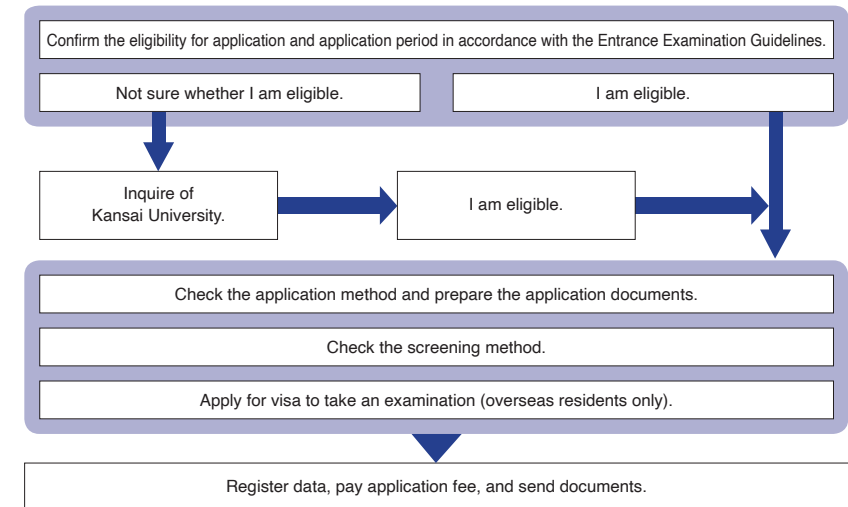 Confirm the eligibility for application and application period in accordance with the Entrance Examination Guidelines.
Not sure whether I am eligible.
I am eligible.
Inquire of
Kansai University.
I am eligible.
Check the application method and prepare the application documents.
Check the screening method.
Apply for visa to take an examination (overseas residents only).
Register data, pay application fee, and send documents.